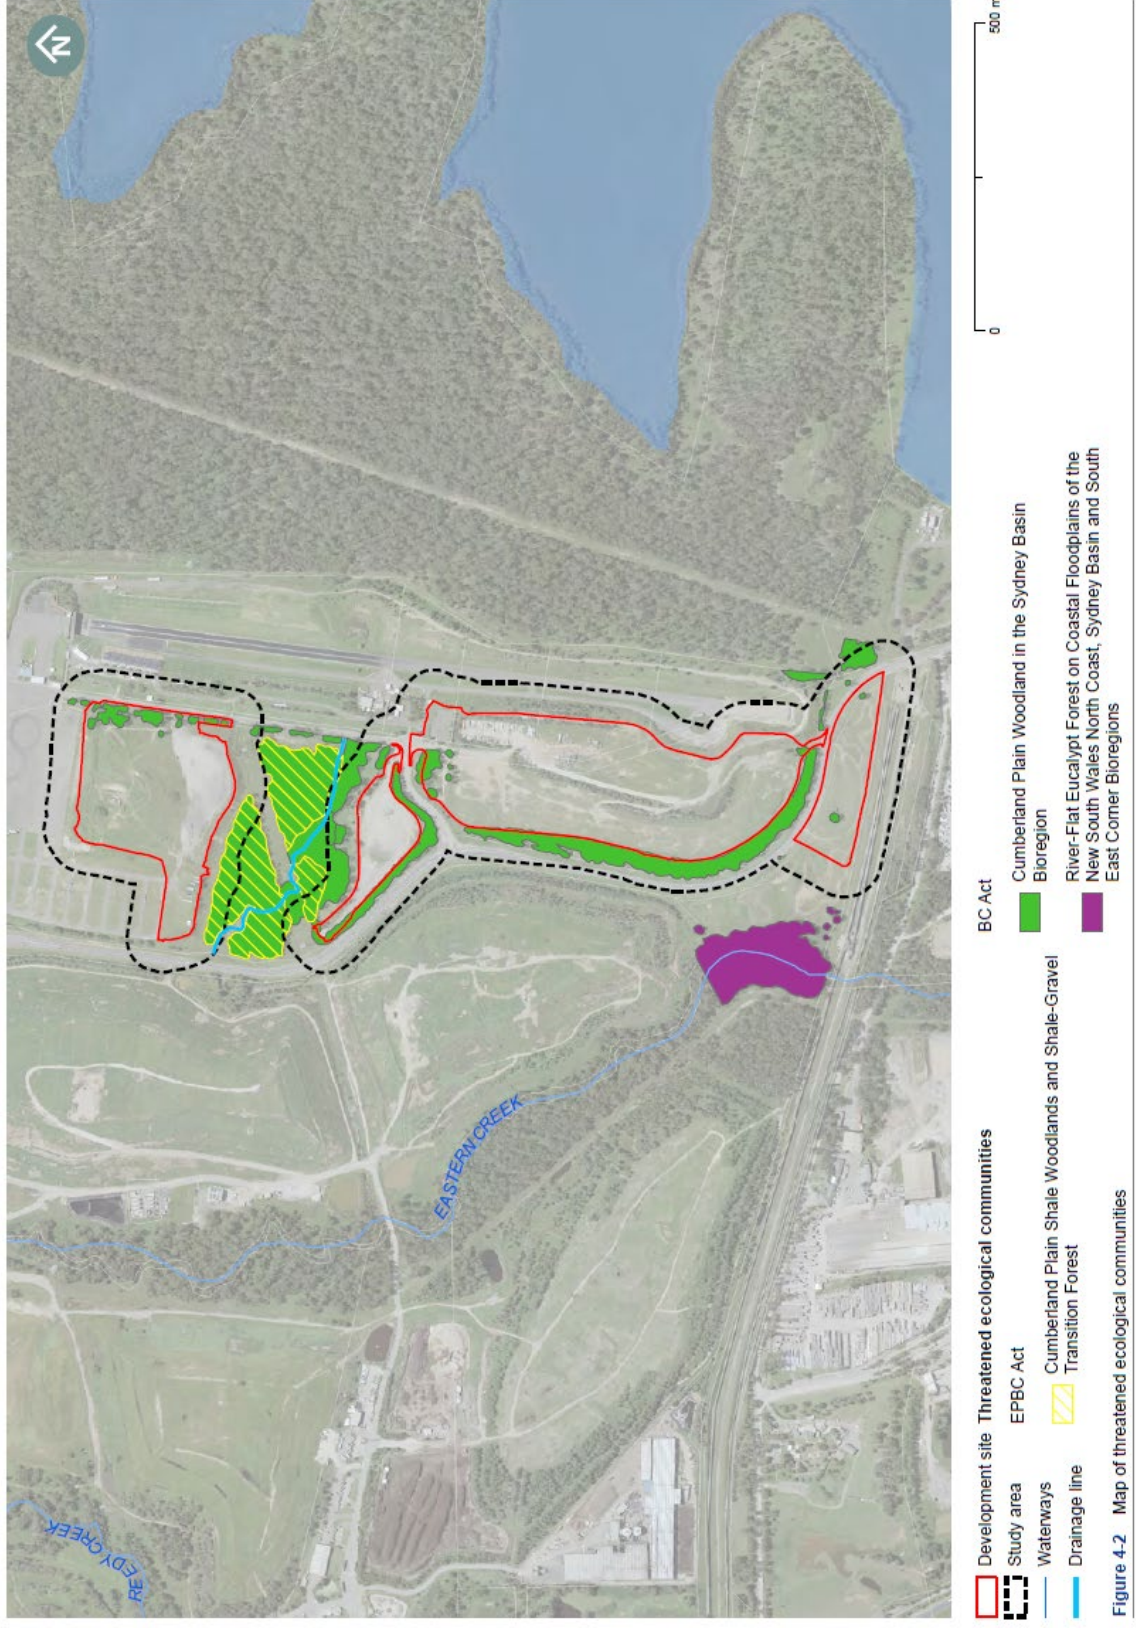 N
REEDY CREEK
EASTERN CREEK
0
500 m
Development site
Study area
Waterways
Drainage line
Threatened ecological communities
EPBC Act
Cumberland Plain Shale Woodlands and Shale-Gravel
Transition Forest
BC Act
Cumberland Plain Woodland in the Sydney Basin
Bioregion
River-Flat Eucalypt Forest on Coastal Floodplains of the
New South Wales North Coast, Sydney Basin and South
East Corner Bioregions
Figure 4-2 Map of threatened ecological communities